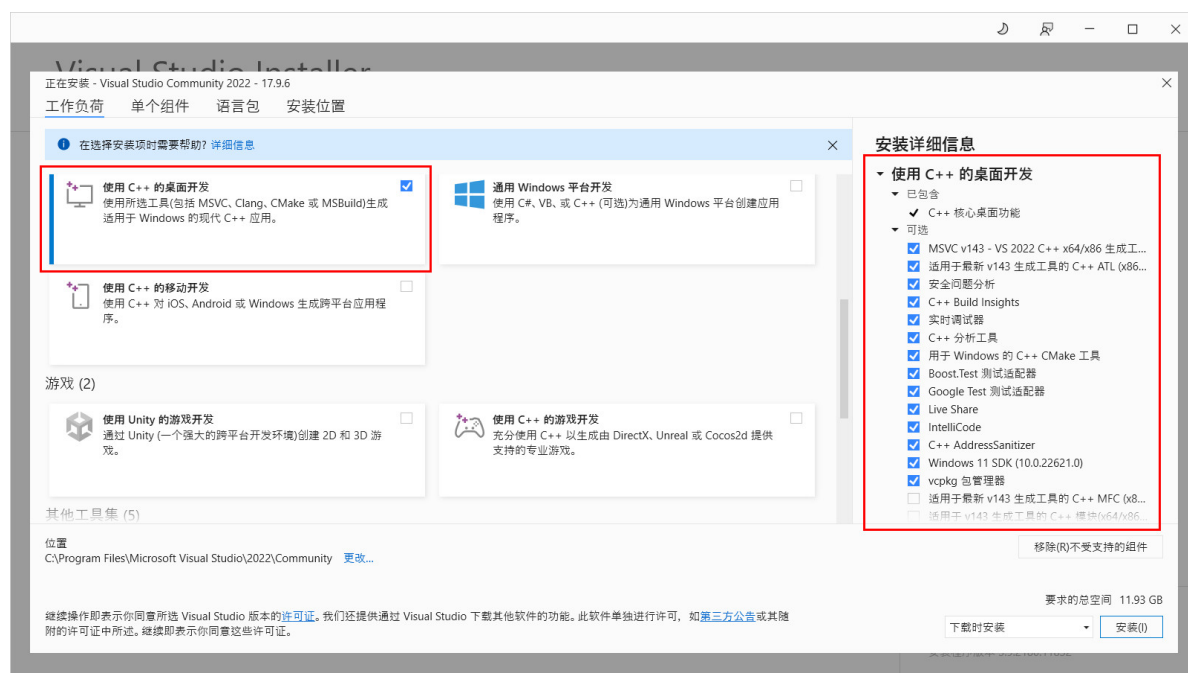 Visual Studio Installer
正在安装 - Visual Studio Community 2022 - 17.9.6
工作负荷 单个组件 语言包 安装位置
在选择安装项时需要帮助? 详细信息
使用 C++ 的桌面开发
使用所选工具(包括 MSVC、Clang、CMake 或 MSBuild)生成
适用于 Windows 的现代 C++ 应用。
通用 Windows 平台开发
使用 C#、VB、或 C++ (可选)为通用 Windows 平台创建应用
程序。
使用 C++ 的移动开发
使用 C++ 对 iOS、Android 或 Windows 生成跨平台应用程
序。
游戏 (2)
使用 Unity 的游戏开发
通过 Unity (一个强大的跨平台开发环境)创建 2D 和 3D 游
戏。
使用 C++ 的游戏开发
充分使用 C++ 以生成由 DirectX、Unreal 或 Cocos2d 提供
支持的专业游戏。
其他工具集 (5)
安装详细信息
使用 C++ 的桌面开发
已包含
C++ 核心桌面功能
可选
MSVC v143 - VS 2022 C++ x64/x86 生成工...
适用于最新 v143 生成工具的 C++ ATL (x86...
安全问题分析
C++ Build Insights
实时调试器
C++ 分析工具
用于 Windows 的 C++ CMake 工具
Boost.Test 测试适配器
Google Test 测试适配器
Live Share
IntelliCode
C++ AddressSanitizer
Windows 11 SDK (10.0.22621.0)
vcpkg 包管理器
适用于最新 v143 生成工具的 C++ MFC (x8...
适用于 v143 生成工具的 C++ 模块(x64/x86...
位置
C:\Program Files\Microsoft Visual Studio\2022\Community 更改...
移除(R)不受支持的组件
要求的总空间 11.93 GB
继续操作即表示你同意所选 Visual Studio 版本的许可证。我们还提供通过 Visual Studio 下载其他软件的功能。此软件单独进行许可，如第三方公告或其随
附的许可证中所述。继续即表示你同意这些许可证。
下载时安装
安装(I)